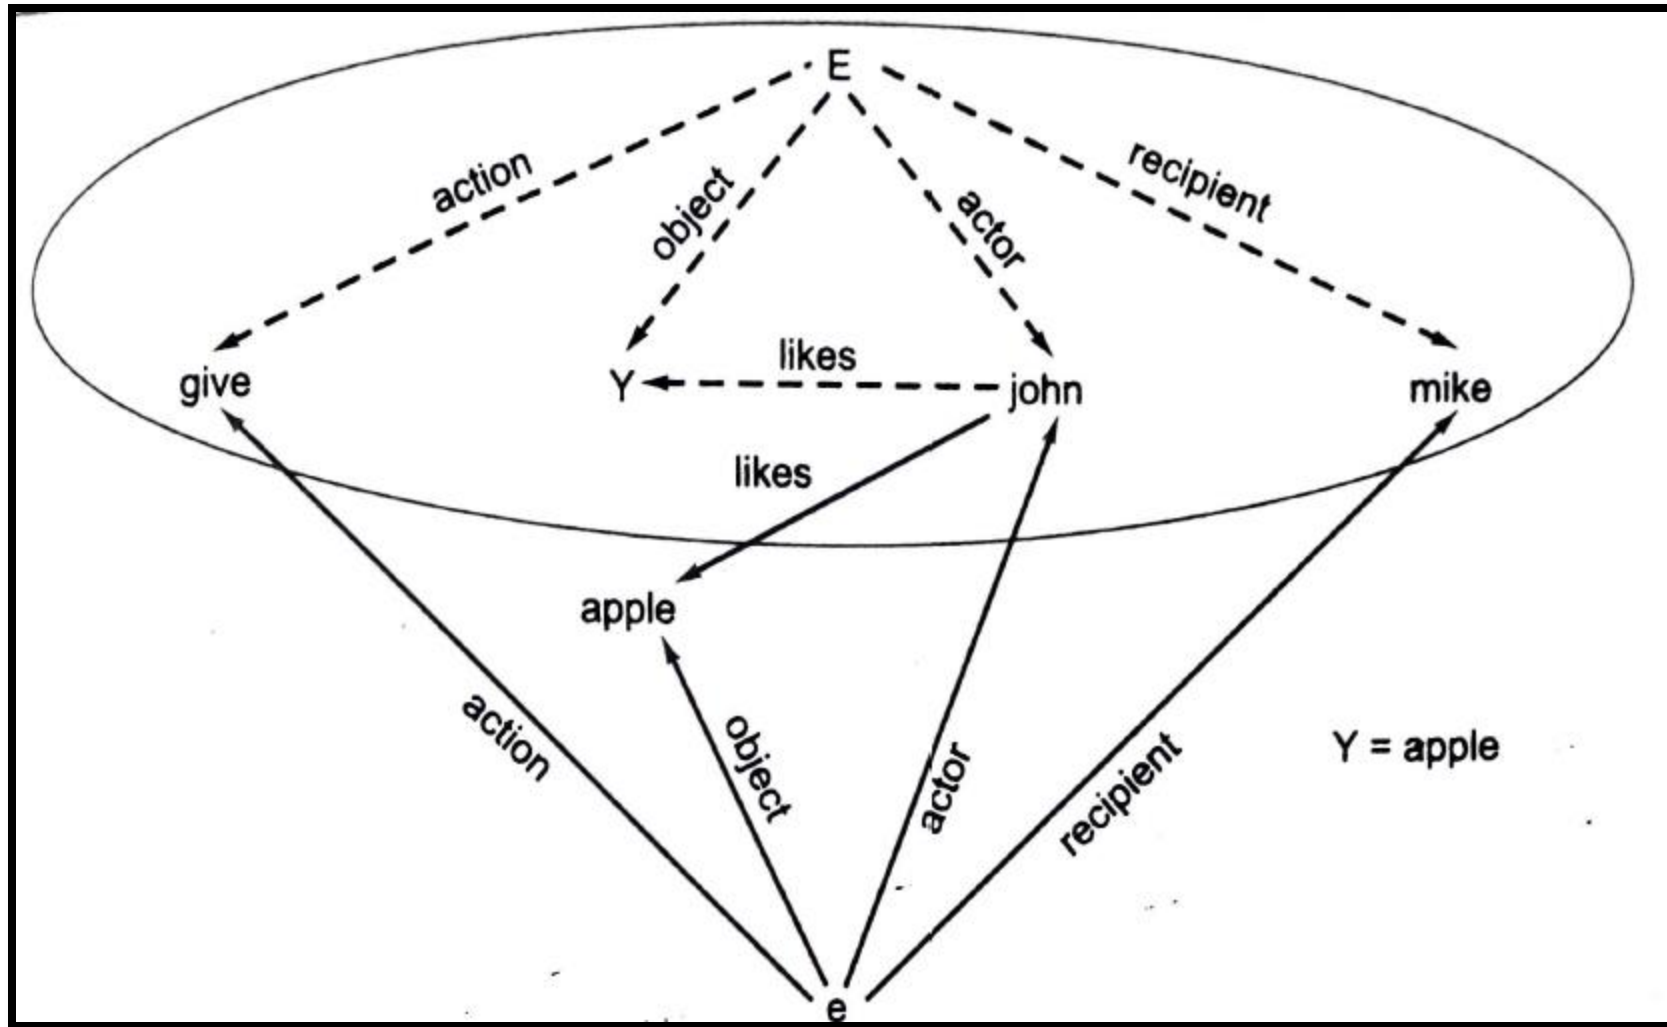 E
action
object
actor
recipient
give
Y
likes
john
mike
likes
apple
action
object
actor
recipient
Y = apple
e